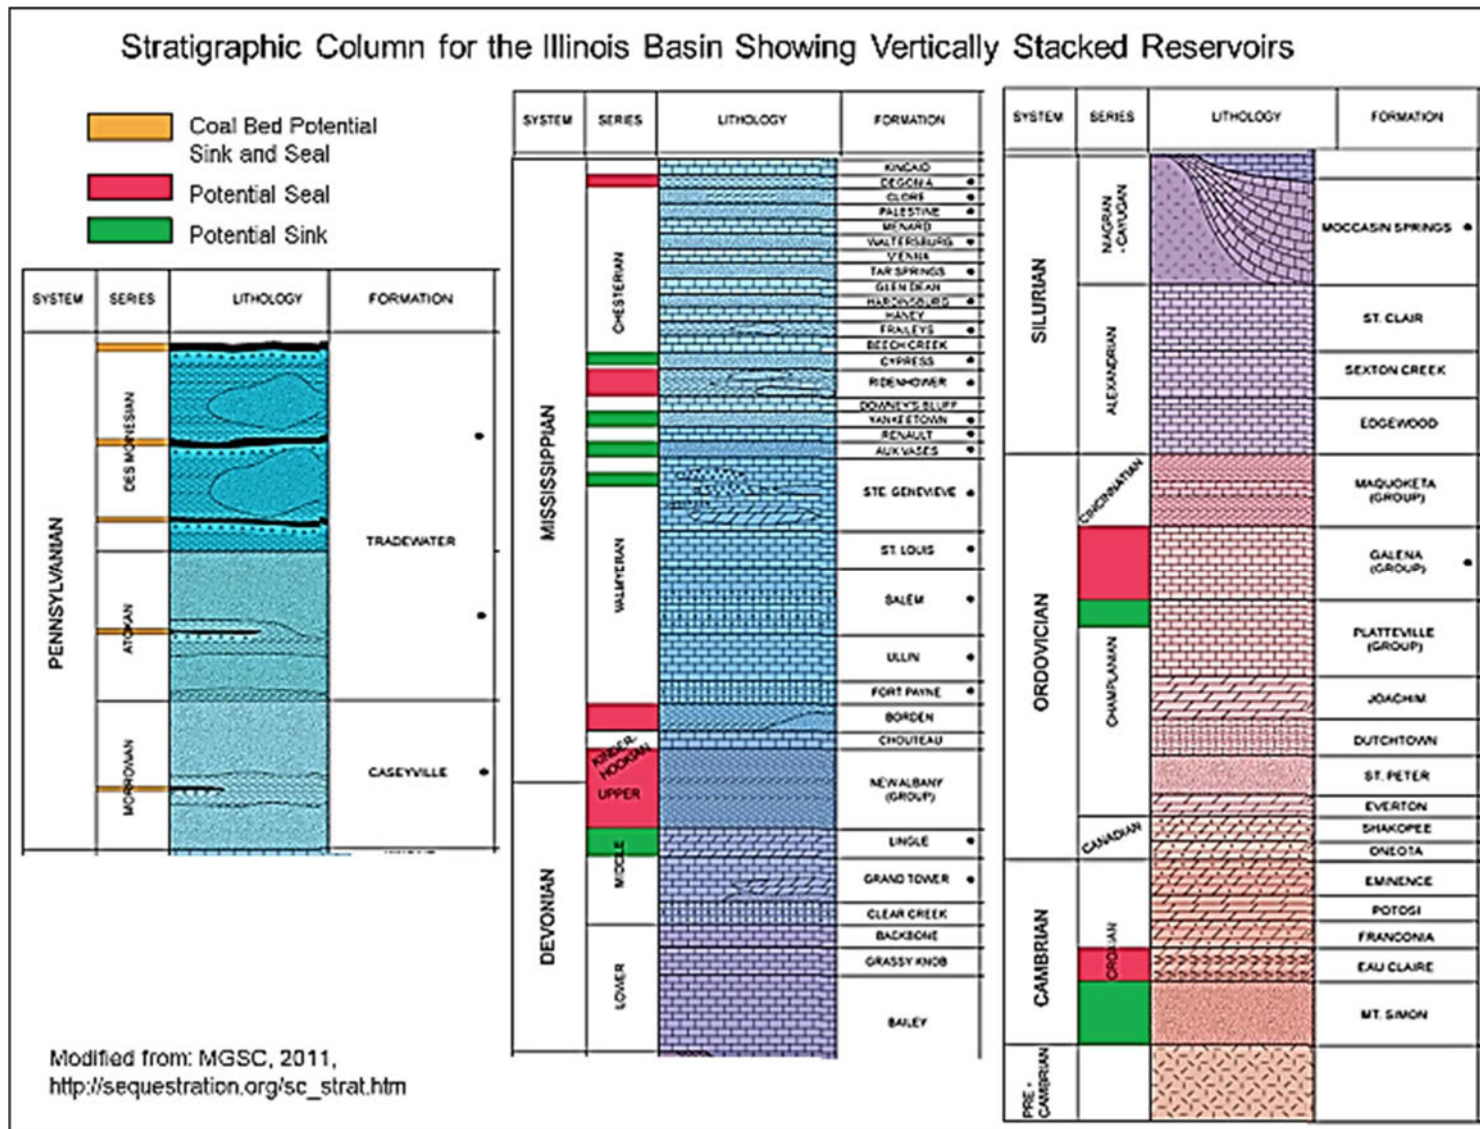 Stratigraphic Column for the Illinois Basin Showing Vertically Stacked Reservoirs
Coal Bed Potential
Sink and Seal
Potential Seal
Potential Sink
SYSTEM SERIES LITHOLOGY FORMATION
PENNSYLVANIAN
DES MOINESIAN
ATOKAN
MORROWAN
TRADEWATER
CASEYVILLE
SYSTEM SERIES LITHOLOGY FORMATION
MISSISSIPPIAN
DEVONIAN
CHESTERIAN
VALMYERAN
KINDER-
HOOKIAN
UPPER
MIDDLE
LOWER
KINCAID
DEGONIA
CLORE
PALESTINE
MENARD
WALTERSBURG
VIENNA
TAR SPRINGS
GLEN DEAN
HARDINSBURG
HANEY
FRAILEYS
BEECH CREEK
CYPRESS
RIDENHOWER
DOWNEY'S BLUFF
YANKEETOWN
RENAULT
AUX VASES
STE. GENEVIEVE
ST. LOUIS
SALEM
ULLIN
FORT PAYNE
BORDEN
CHOUTEAU
NEW ALBANY
(GROUP)
LINGLE
GRAND TOWER
CLEAR CREEK
BACKBONE
GRASSY KNOB
BAILEY
SYSTEM SERIES LITHOLOGY FORMATION
SILURIAN
ORDOVICIAN
CAMBRIAN
PRE-
CAMBRIAN
NIAGRAN
- CAYUGAN
ALEXANDRIAN
CINCINNATIAN
CHAMPLANIAN
CANADIAN
CROIXIAN
MOCCASIN SPRINGS
ST. CLAIR
SEXTON CREEK
EDGEWOOD
MAQUOKETA
(GROUP)
GALENA
(GROUP)
PLATTEVILLE
(GROUP)
JOACHIM
DUTCHTOWN
ST. PETER
EVERTON
SHAKOPEE
ONEOTA
EMINENCE
POTOSI
FRANCONIA
EAU CLAIRE
MT. SIMON
Modified from: MGSC, 2011,
http://sequestration.org/sc_strat.htm